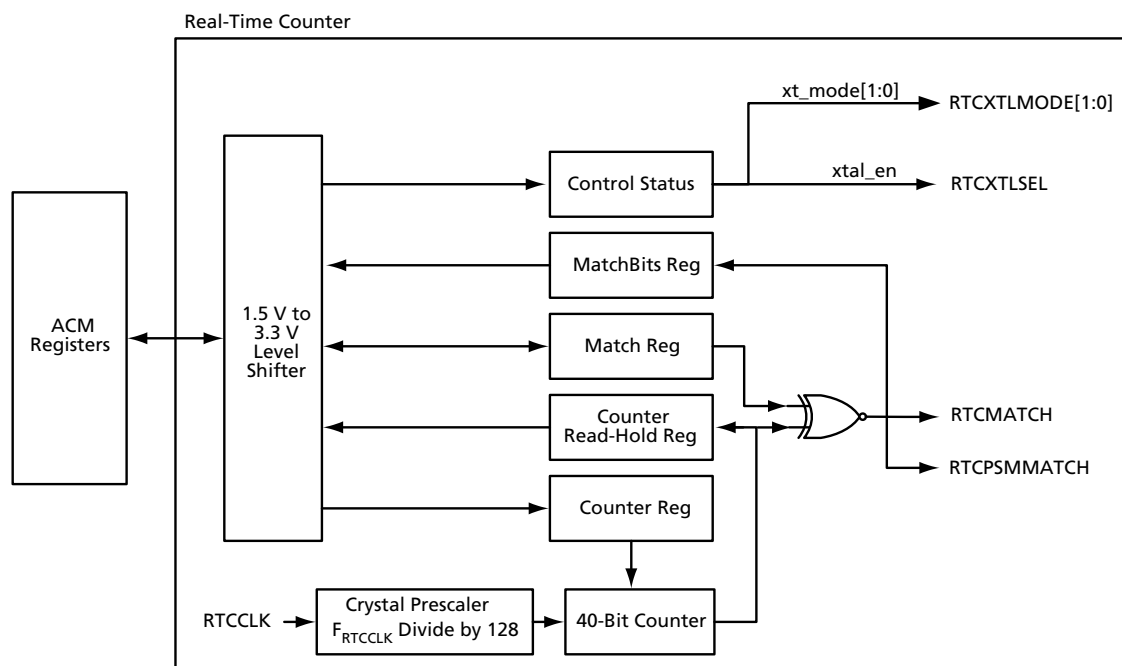 Real-Time Counter
xt_mode[1:0]
RTCXTLMODE[1:0]
Control Status
xtal_en
RTCXTLSEL
MatchBits Reg
ACM
Registers
1.5 V to
3.3 V
Level
Shifter
Match Reg
Counter
Read-Hold Reg
RTCMATCH
RTCPSMMATCH
Counter Reg
RTCCLK
Crystal Prescaler
FRTCCLK Divide by 128
40-Bit Counter